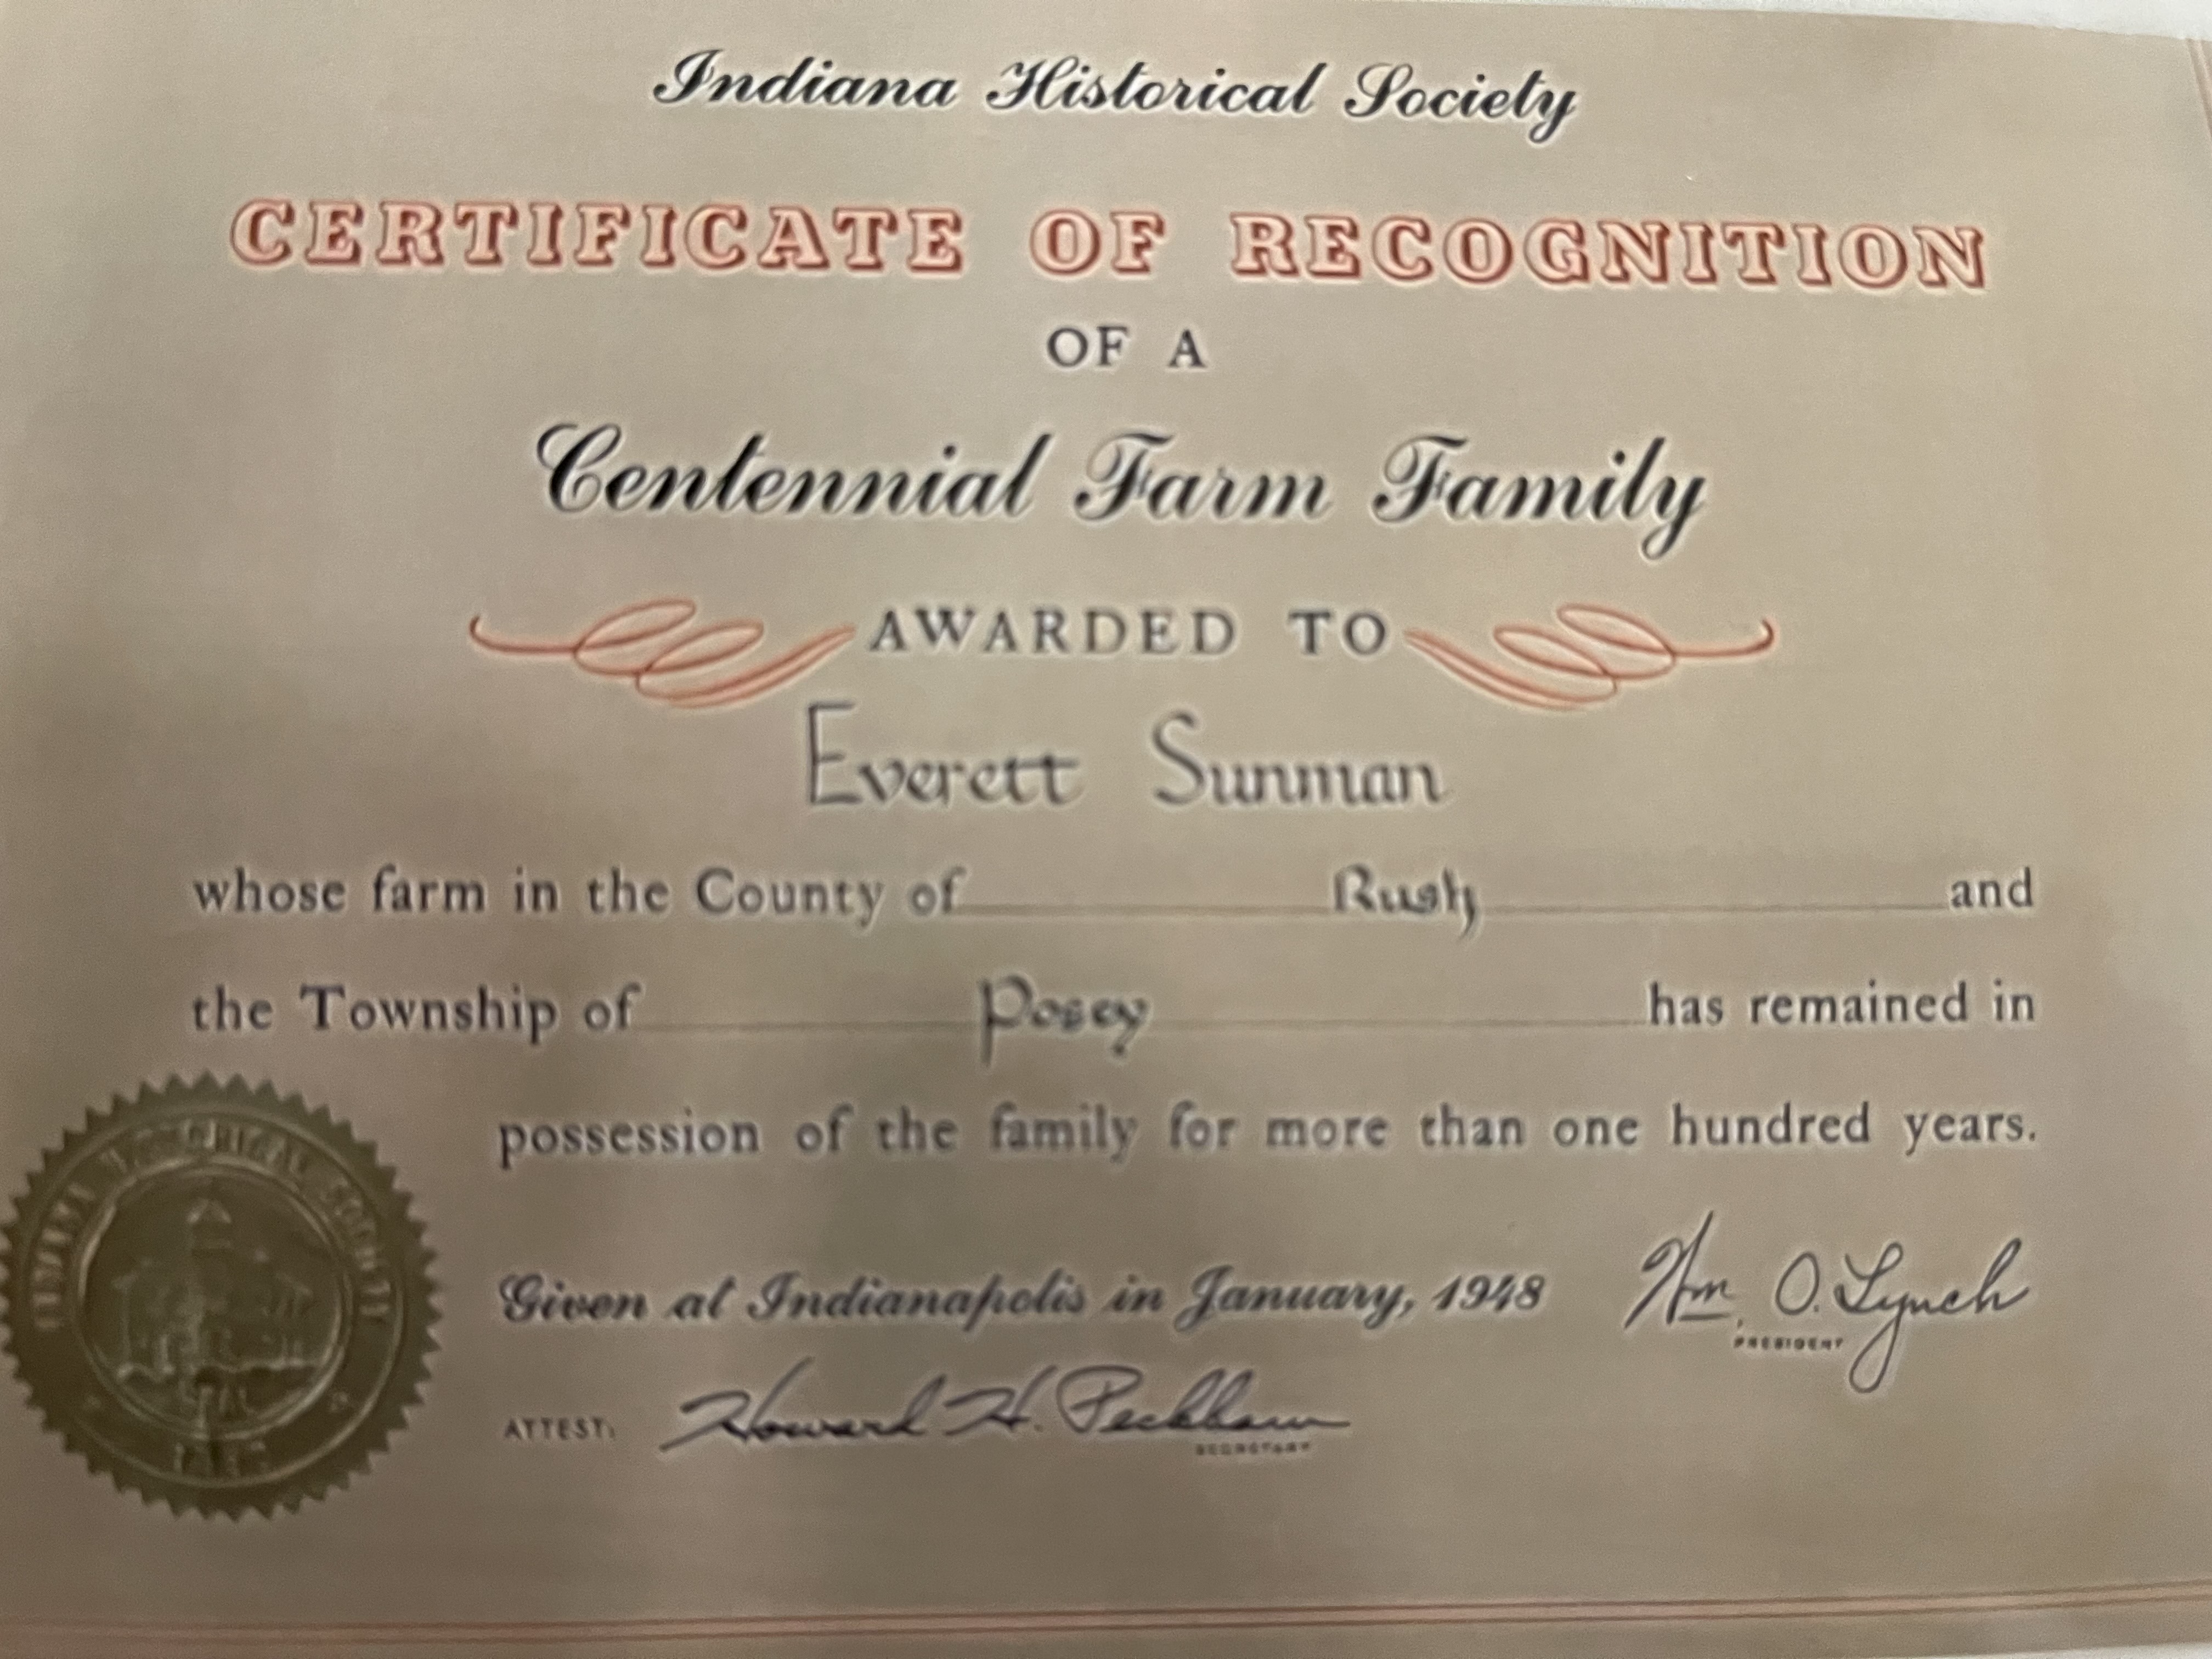 Indiana Historical Society
CERTIFICATE OF RECOGNITION
OF A
Centennial Farm Family
AWARDED TO
Everett Sunman
whose farm in the County of Rush and
the Township of Posey has remained in
possession of the family for more than one hundred years.
Given at Indianapolis in January, 1948
Wm. O. Lynch
PRESIDENT
ATTEST:
Howard H. Peckham
SECRETARY
INDIANA HISTORICAL SOCIETY
SEAL